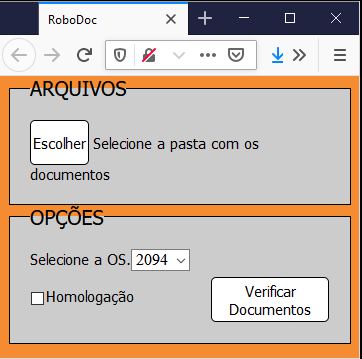 RoboDoc
ARQUIVOS
Escolher Selecione a pasta com os
documentos
OPÇÕES
Selecione a OS. 2094
Homologação
Verificar
Documentos